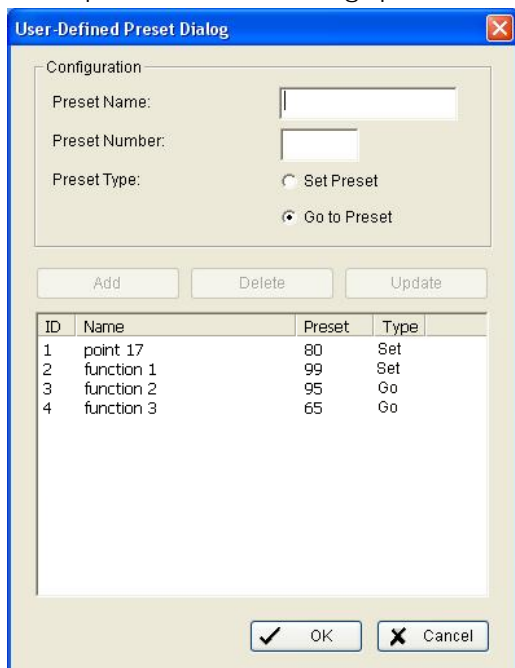 User-Defined Preset Dialog
Configuration
Preset Name:
Preset Number:
Preset Type: Set Preset
Go to Preset
Add Delete Update
ID Name Preset Type
1 point 17 80 Set
2 function 1 99 Set
3 function 2 95 Go
4 function 3 65 Go
OK Cancel